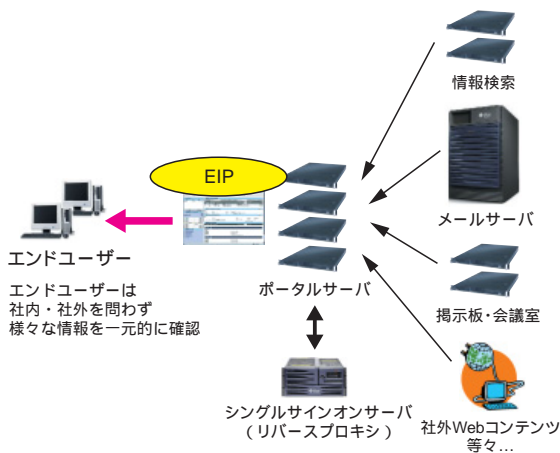 情報検索
EIP
メールサーバ
エンドユーザー
エンドユーザーは
社内・社外を問わず
様々な情報を一元的に確認
ポータルサーバ
掲示板・会議室
シングルサインオンサーバ
（リバースプロキシ）
社外Webコンテンツ
等々...